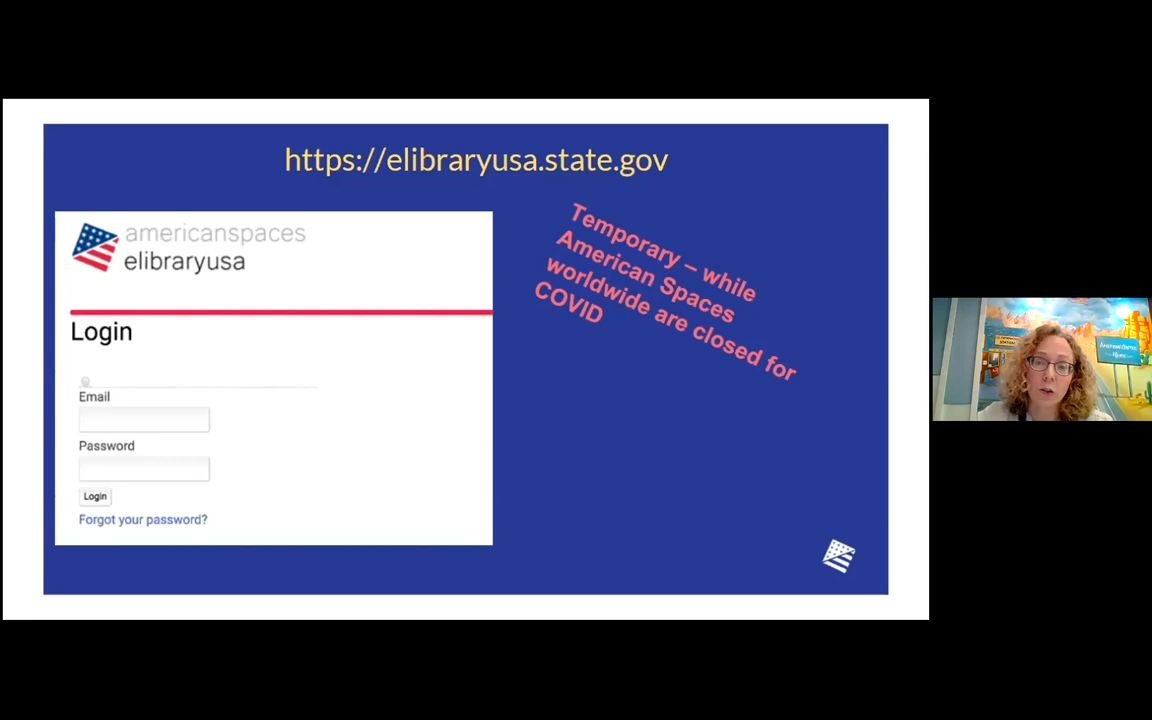 https://elibraryusa.state.gov
americanspaces
elibraryusa
Login
Email
Password
Login
Forgot your password?
Temporary – while
American Spaces
worldwide are closed for
COVID